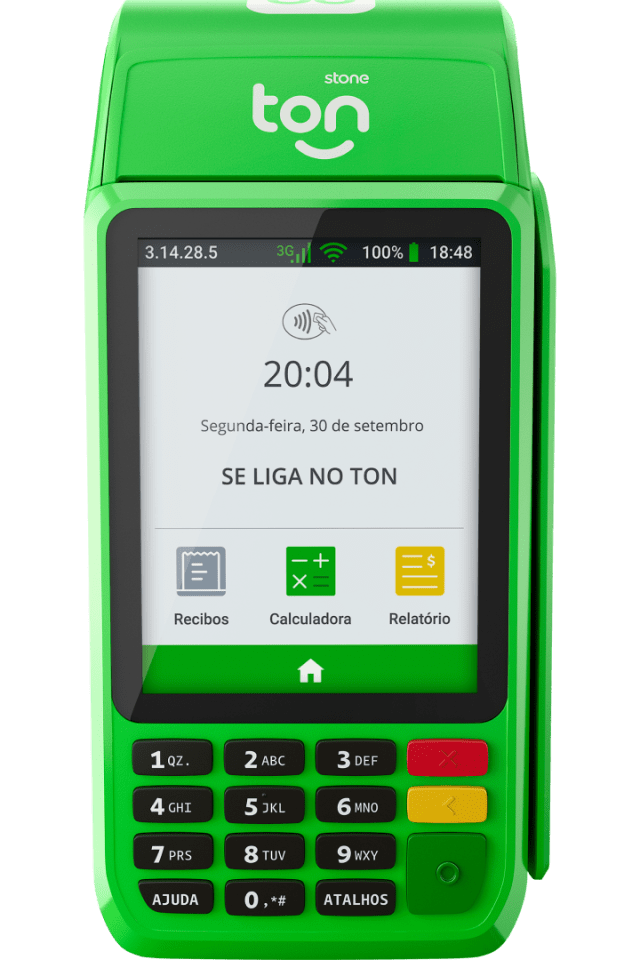 stone
ton
3.14.28.5 3G 100% 18:48
20:04
Segunda-feira, 30 de setembro
SE LIGA NO TON
$
Recibos Calculadora Relatório
1 QZ. 2 ABC 3 DEF
4 GHI 5 JKL 6 MNO
7 PRS 8 TUV 9 WXY
AJUDA 0,*# ATALHOS